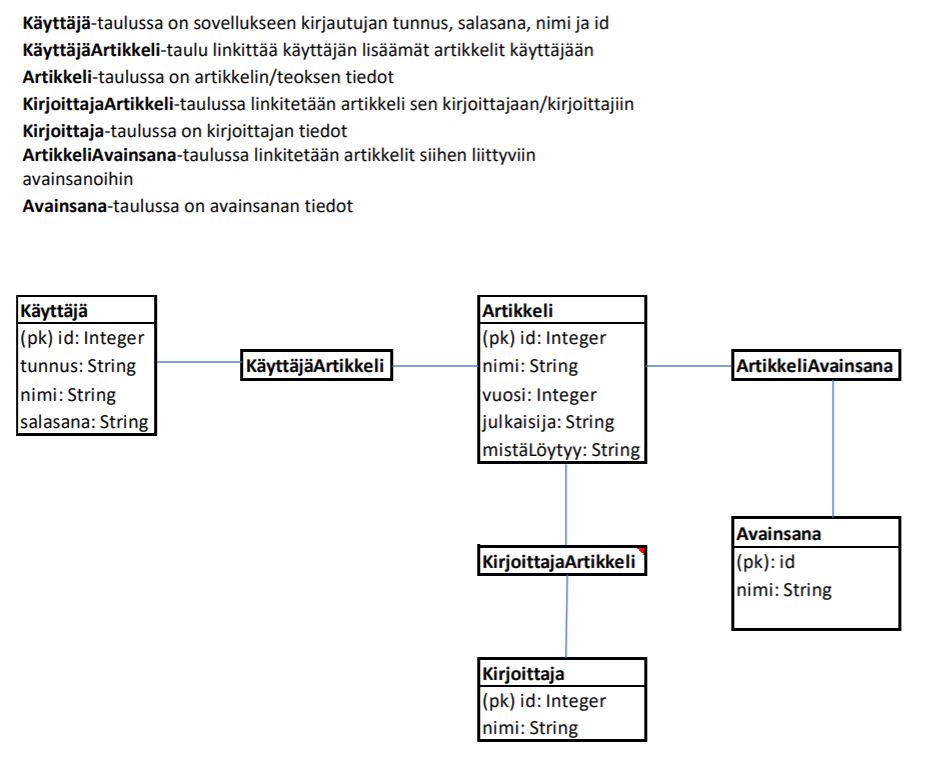 Käyttäjä-taulussa on sovellukseen kirjautujan tunnus, salasana, nimi ja id
KäyttäjäArtikkeli-taulu linkittää käyttäjän lisäämät artikkelit käyttäjään
Artikkeli-taulussa on artikkelin/teoksen tiedot
KirjoittajaArtikkeli-taulussa linkitetään artikkeli sen kirjoittajaan/kirjoittajiin
Kirjoittaja-taulussa on kirjoittajan tiedot
ArtikkeliAvainsana-taulussa linkitetään artikkelit siihen liittyviin
avainsanoihin
Avainsana-taulussa on avainsanan tiedot
Käyttäjä
(pk) id: Integer
tunnus: String
nimi: String
salasana: String
KäyttäjäArtikkeli
Artikkeli
(pk) id: Integer
nimi: String
vuosi: Integer
julkaisija: String
mistäLöytyy: String
ArtikkeliAvainsana
KirjoittajaArtikkeli
Avainsana
(pk): id
nimi: String
Kirjoittaja
(pk) id: Integer
nimi: String